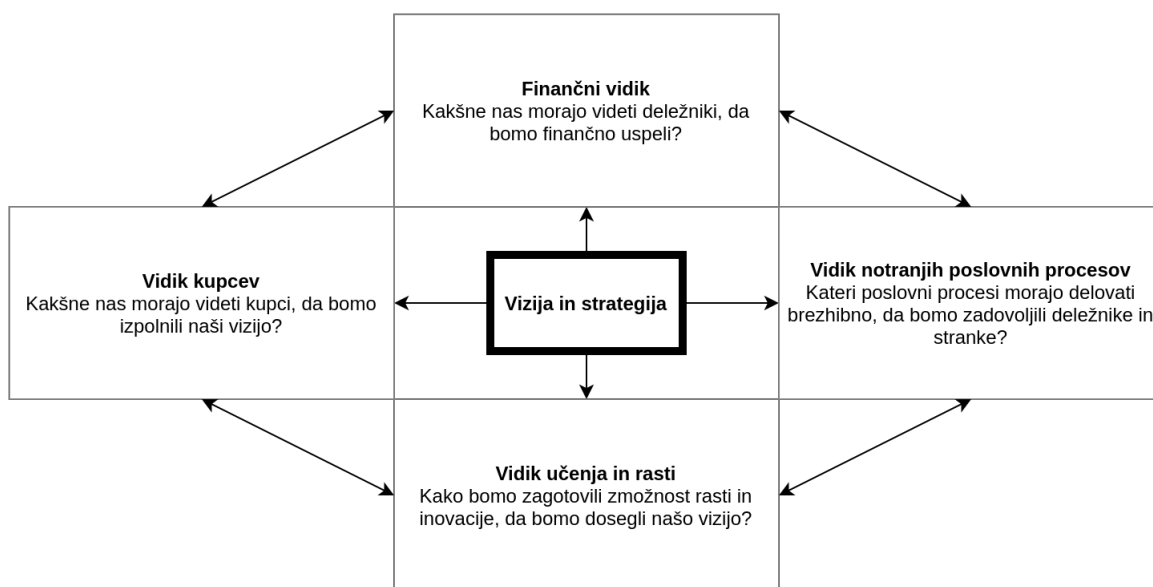 Finančni vidik
Kakšne nas morajo videti deležniki, da
bomo finančno uspeli?
Vidik kupcev
Kakšne nas morajo videti kupci, da bomo
izpolnili naši vizijo?
Vizija in strategija
Vidik notranjih poslovnih procesov
Kateri poslovni procesi morajo delovati
brezhibno, da bomo zadovoljili deležnike in
stranke?
Vidik učenja in rasti
Kako bomo zagotovili zmožnost rasti in
inovacije, da bomo dosegli našo vizijo?